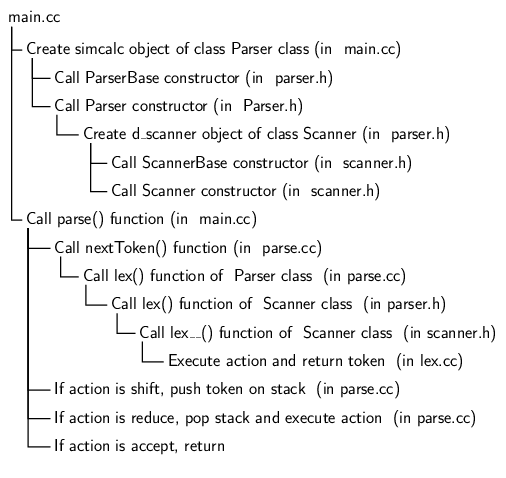 main.cc
Create simcalc object of class Parser class (in main.cc)
Call ParserBase constructor (in parser.h)
Call Parser constructor (in Parser.h)
Create d_scanner object of class Scanner (in parser.h)
Call ScannerBase constructor (in scanner.h)
Call Scanner constructor (in scanner.h)
Call parse() function (in main.cc)
Call nextToken() function (in parse.cc)
Call lex() function of Parser class (in parse.cc)
Call lex() function of Scanner class (in parser.h)
Call lex__() function of Scanner class (in scanner.h)
Execute action and return token (in lex.cc)
If action is shift, push token on stack (in parse.cc)
If action is reduce, pop stack and execute action (in parse.cc)
If action is accept, return